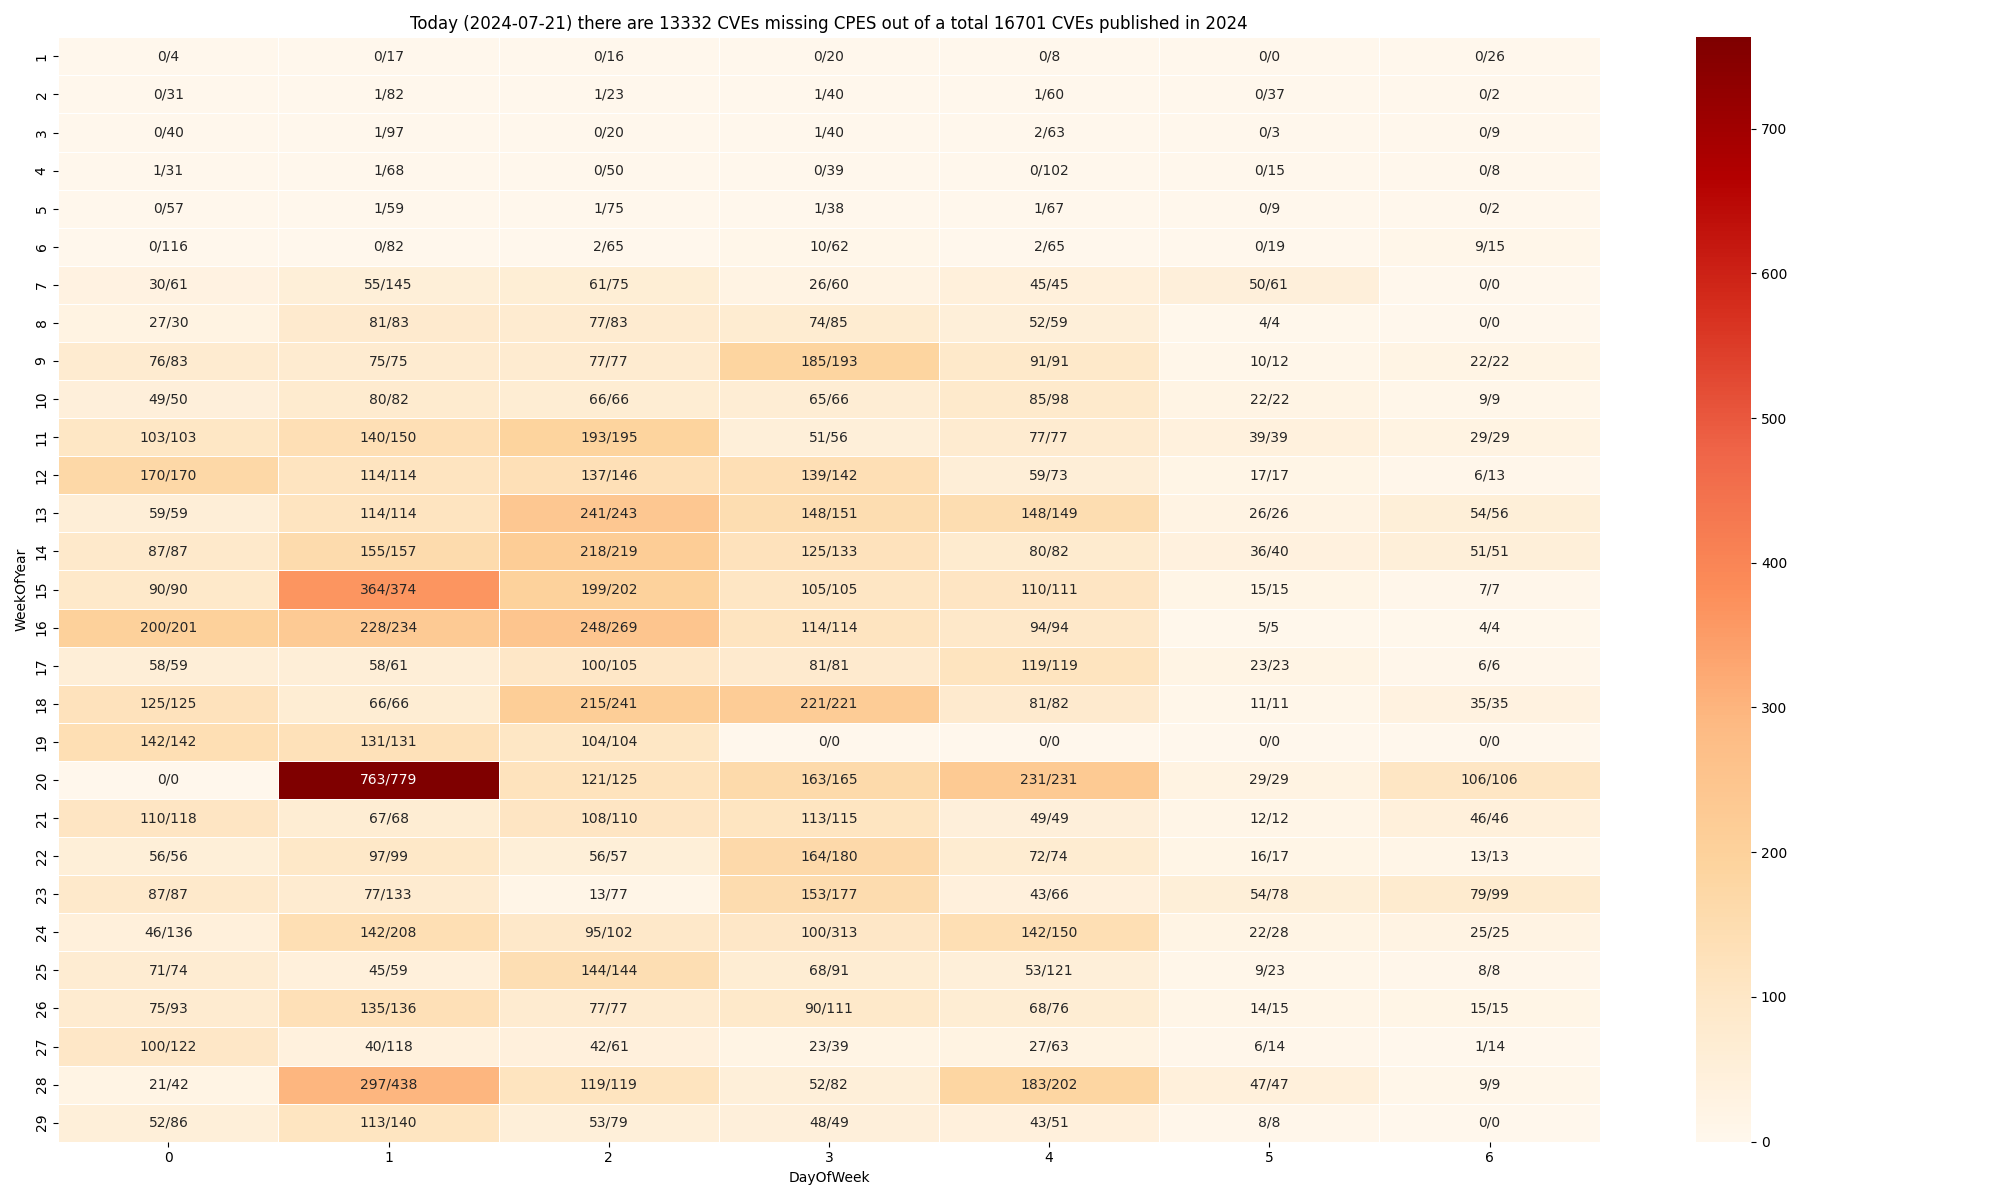 Today (2024-07-21) there are 13332 CVEs missing CPES out of a total 16701 CVEs published in 2024
1 0/4 0/17 0/16 0/20 0/8 0/0 0/26
2 0/31 1/82 1/23 1/40 1/60 0/37 0/2
3 0/40 1/97 0/20 1/40 2/63 0/3 0/9
4 1/31 1/68 0/50 0/39 0/102 0/15 0/8
5 0/57 1/59 1/75 1/38 1/67 0/9 0/2
6 0/116 0/82 2/65 10/62 2/65 0/19 9/15
7 30/61 55/145 61/75 26/60 45/45 50/61 0/0
8 27/30 81/83 77/83 74/85 52/59 4/4 0/0
9 76/83 75/75 77/77 185/193 91/91 10/12 22/22
10 49/50 80/82 66/66 65/66 85/98 22/22 9/9
11 103/103 140/150 193/195 51/56 77/77 39/39 29/29
12 170/170 114/114 137/146 139/142 59/73 17/17 6/13
13 59/59 114/114 241/243 148/151 148/149 26/26 54/56
14 87/87 155/157 218/219 125/133 80/82 36/40 51/51
15 90/90 364/374 199/202 105/105 110/111 15/15 7/7
16 200/201 228/234 248/269 114/114 94/94 5/5 4/4
17 58/59 58/61 100/105 81/81 119/119 23/23 6/6
18 125/125 66/66 215/241 221/221 81/82 11/11 35/35
19 142/142 131/131 104/104 0/0 0/0 0/0 0/0
20 0/0 763/779 121/125 163/165 231/231 29/29 106/106
21 110/118 67/68 108/110 113/115 49/49 12/12 46/46
22 56/56 97/99 56/57 164/180 72/74 16/17 13/13
23 87/87 77/133 13/77 153/177 43/66 54/78 79/99
24 46/136 142/208 95/102 100/313 142/150 22/28 25/25
25 71/74 45/59 144/144 68/91 53/121 9/23 8/8
26 75/93 135/136 77/77 90/111 68/76 14/15 15/15
27 100/122 40/118 42/61 23/39 27/63 6/14 1/14
28 21/42 297/438 119/119 52/82 183/202 47/47 9/9
29 52/86 113/140 53/79 48/49 43/51 8/8 0/0
0 1 2 3 4 5 6
DayOfWeek
WeekOfYear
700
600
500
400
300
200
100
0